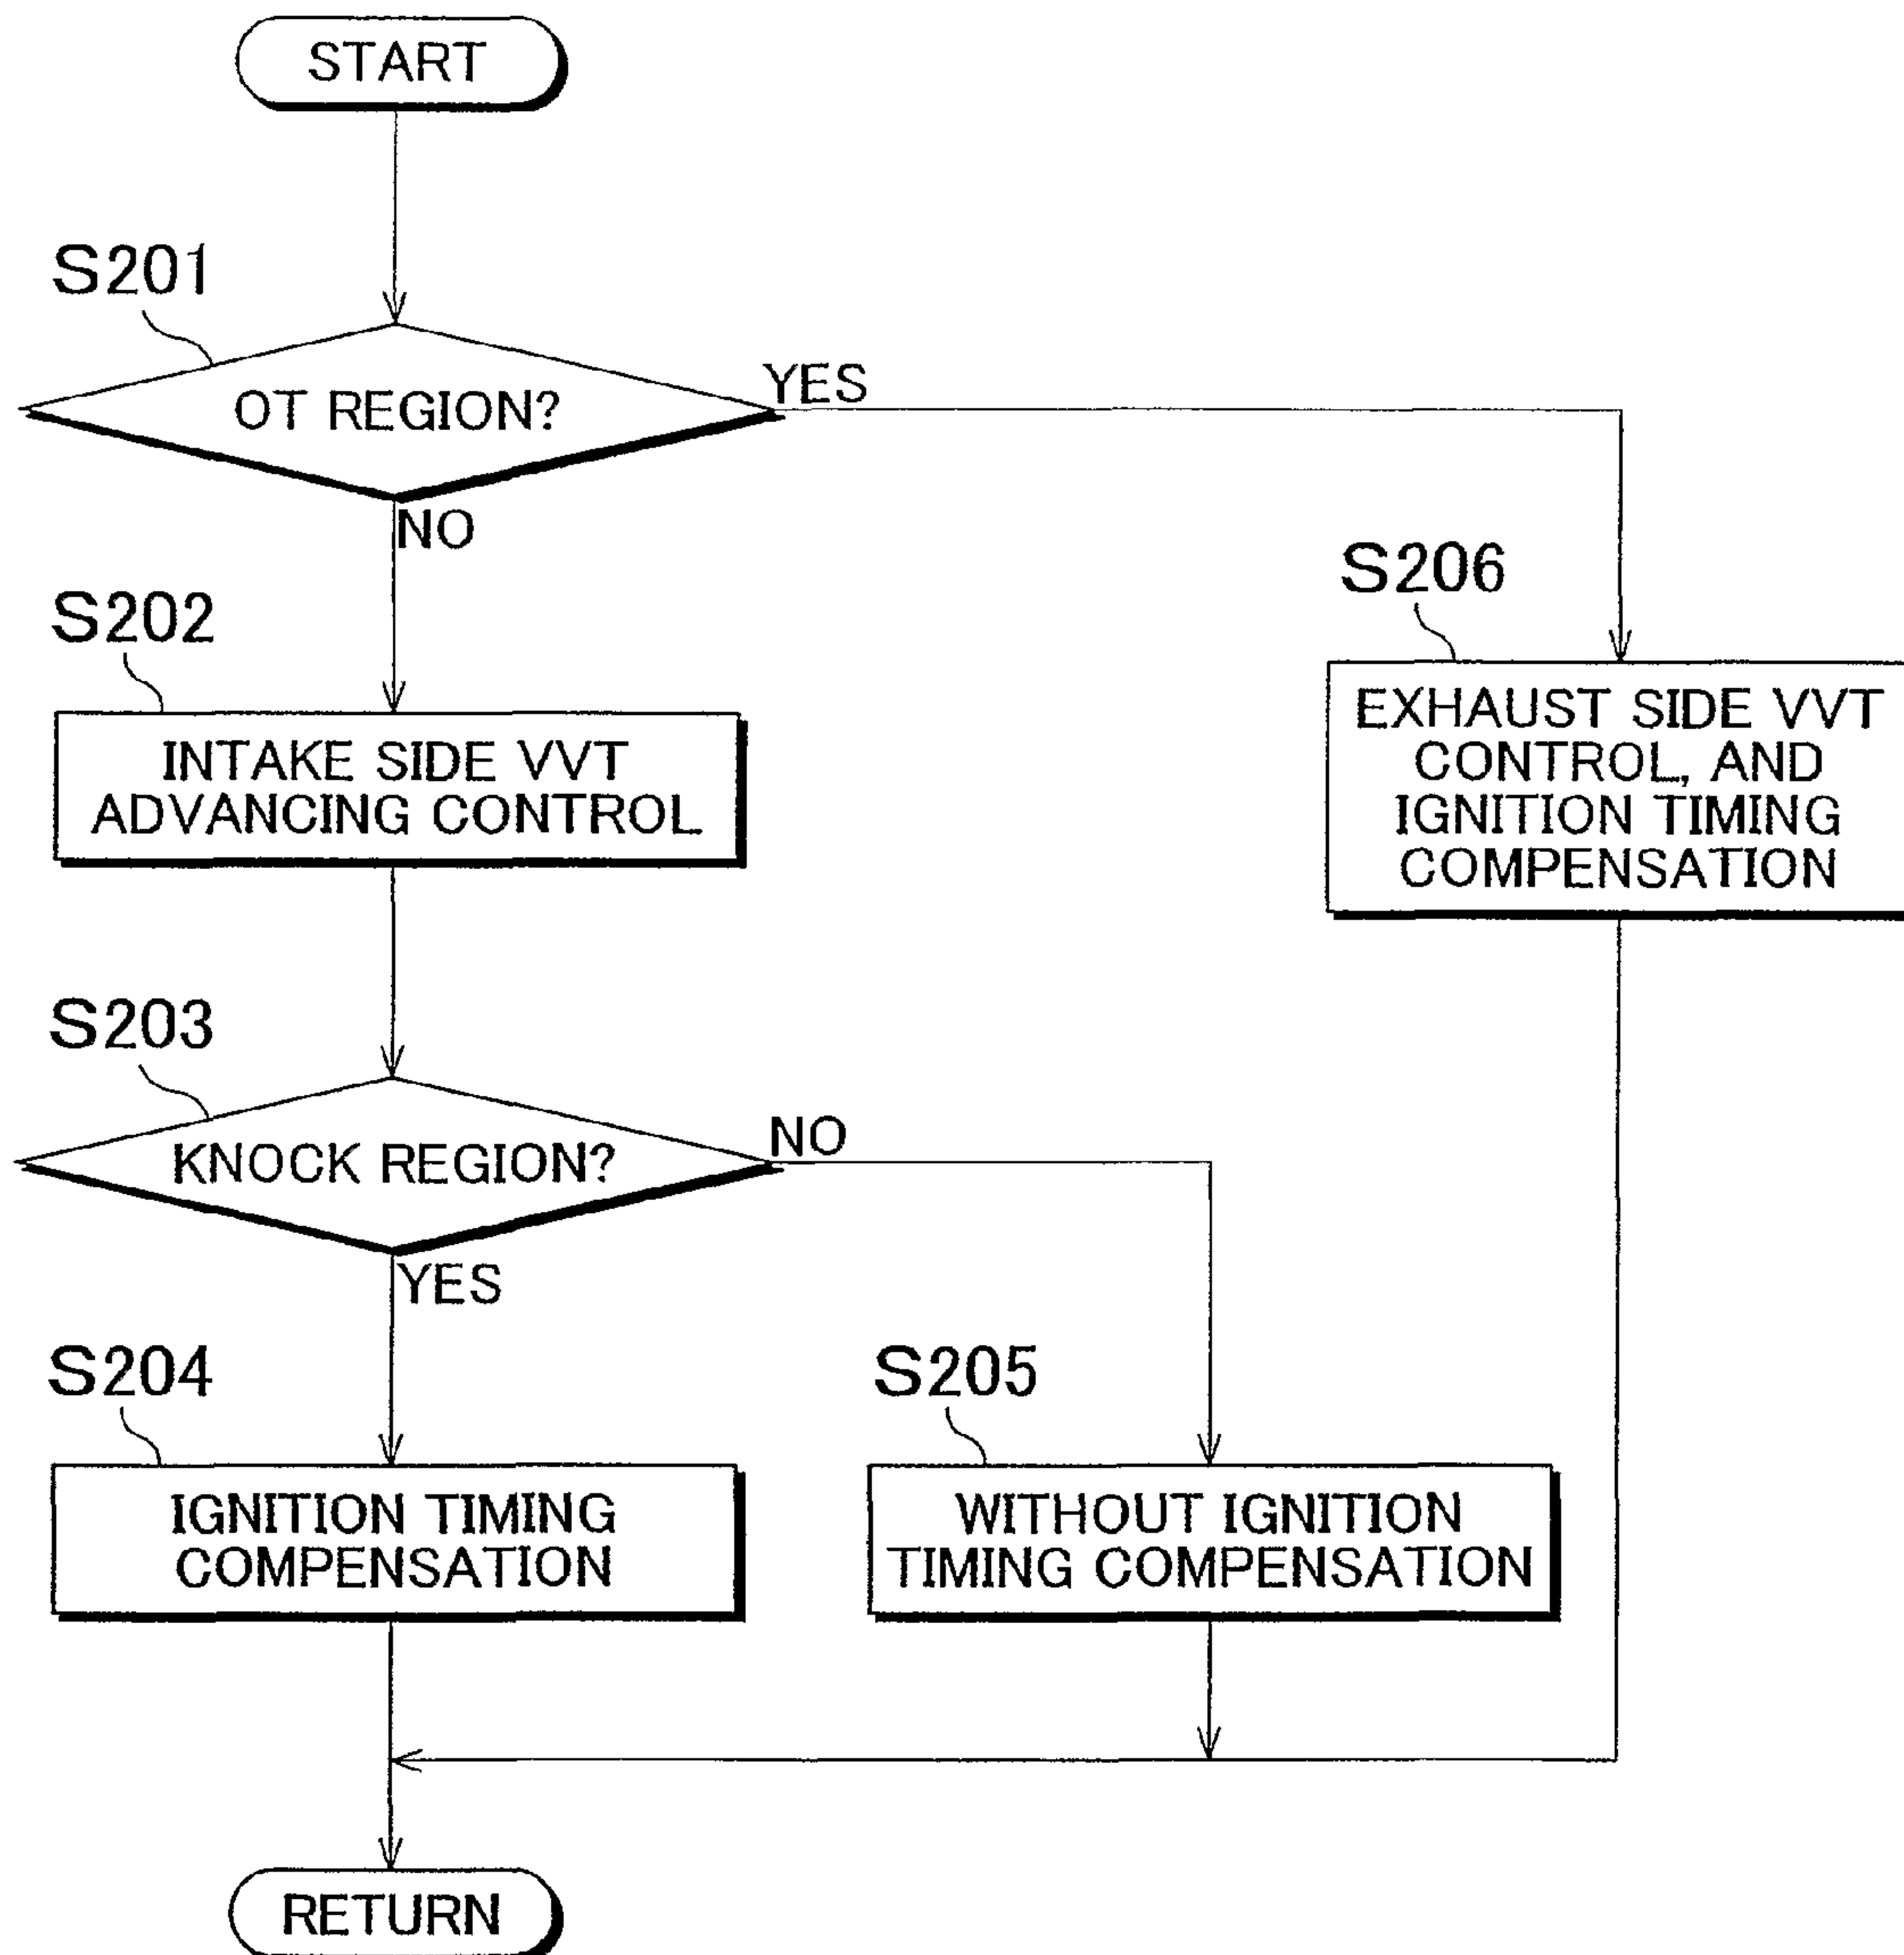 START
S201
OT REGION?
YES
NO
S202
INTAKE SIDE VVT
ADVANCING CONTROL
S206
EXHAUST SIDE VVT
CONTROL, AND
IGNITION TIMING
COMPENSATION
S203
KNOCK REGION?
NO
YES
S204
IGNITION TIMING
COMPENSATION
S205
WITHOUT IGNITION
TIMING COMPENSATION
RETURN